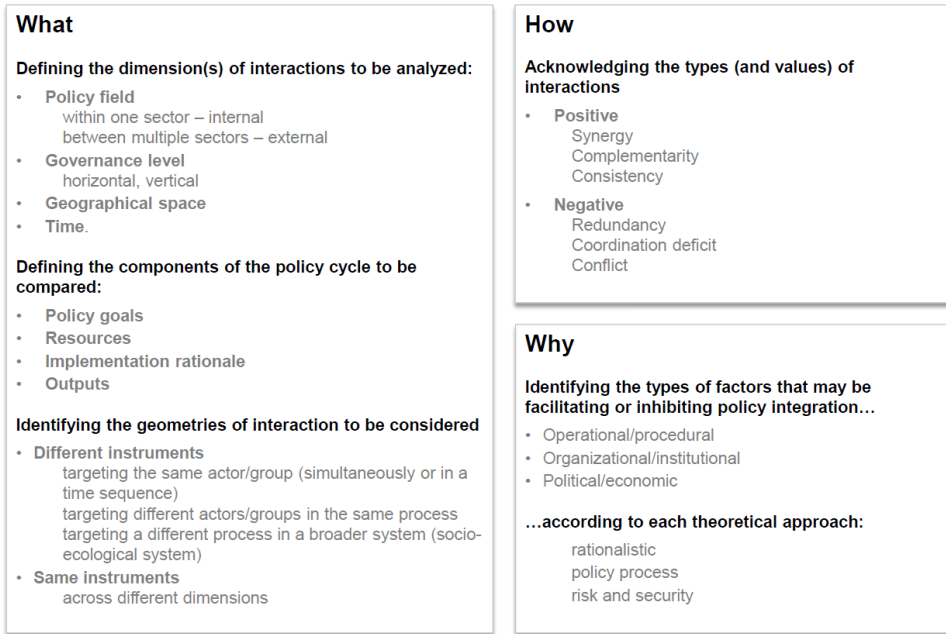 What
Defining the dimension(s) of interactions to be analyzed:
• Policy field
within one sector – internal
between multiple sectors – external
• Governance level
horizontal, vertical
• Geographical space
• Time.
Defining the components of the policy cycle to be
compared:
• Policy goals
• Resources
• Implementation rationale
• Outputs
Identifying the geometries of interaction to be considered
• Different instruments
targeting the same actor/group (simultaneously or in a
time sequence)
targeting different actors/groups in the same process
targeting a different process in a broader system (socio-
ecological system)
• Same instruments
across different dimensions
How
Acknowledging the types (and values) of
interactions
• Positive
Synergy
Complementarity
Consistency
• Negative
Redundancy
Coordination deficit
Conflict
Why
Identifying the types of factors that may be
facilitating or inhibiting policy integration…
• Operational/procedural
• Organizational/institutional
• Political/economic
…according to each theoretical approach:
rationalistic
policy process
risk and security